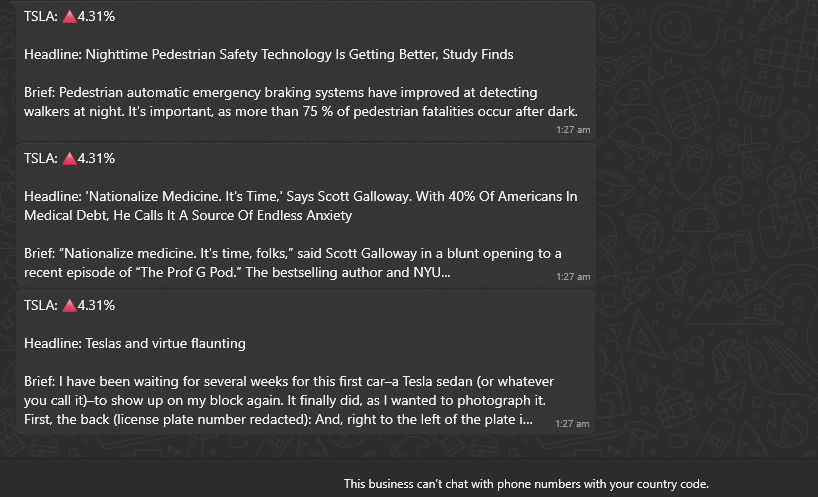 TSLA: 🔺4.31%
Headline: Nighttime Pedestrian Safety Technology Is Getting Better, Study Finds
Brief: Pedestrian automatic emergency braking systems have improved at detecting
walkers at night. It's important, as more than 75 % of pedestrian fatalities occur after dark.
1:27 am
TSLA: 🔺4.31%
Headline: 'Nationalize Medicine. It's Time,' Says Scott Galloway. With 40% Of Americans In
Medical Debt, He Calls It A Source Of Endless Anxiety
Brief: “Nationalize medicine. It's time, folks,” said Scott Galloway in a blunt opening to a
recent episode of “The Prof G Pod.” The bestselling author and NYU...
1:27 am
TSLA: 🔺4.31%
Headline: Teslas and virtue flaunting
Brief: I have been waiting for several weeks for this first car–a Tesla sedan (or whatever
you call it)–to show up on my block again. It finally did, as I wanted to photograph it.
First, the back (license plate number redacted): And, right to the left of the plate i...
1:27 am
This business can't chat with phone numbers with your country code.